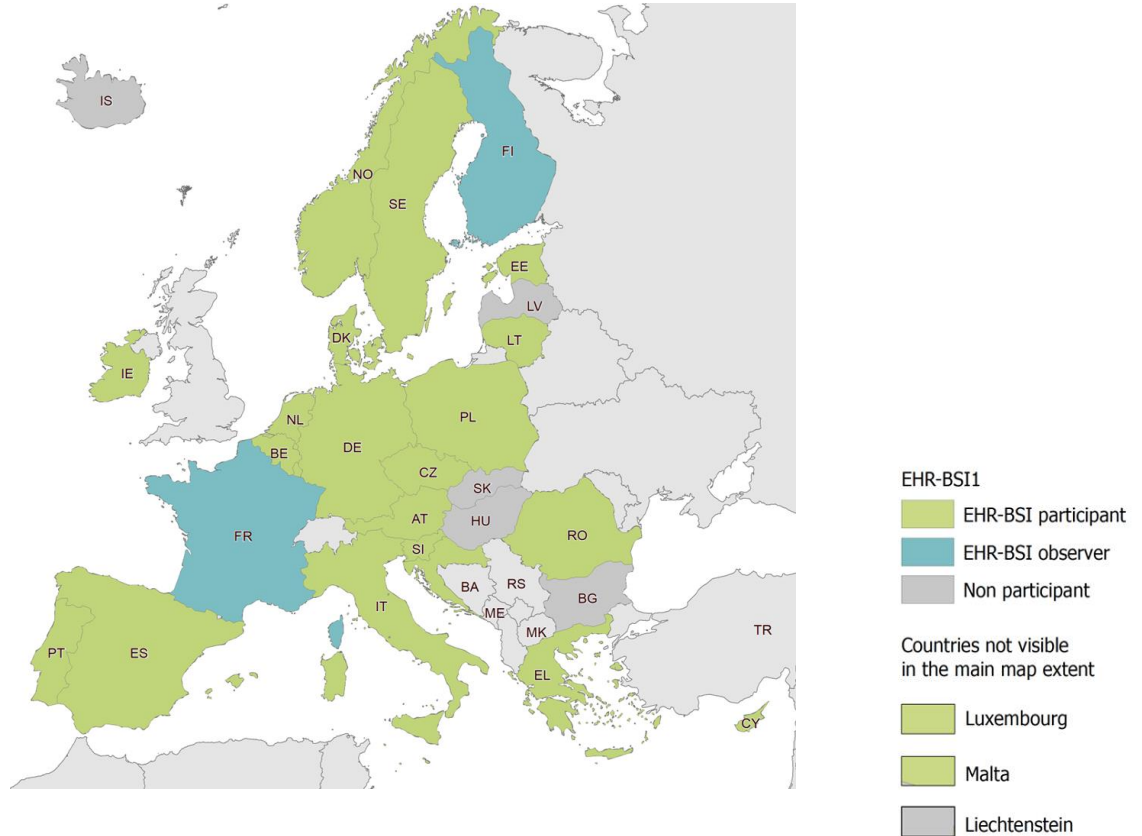 IS
FI
NO
SE
EE
LV
DK
LT
IE
NL
PL
BE
DE
CZ
SK
AT
HU
FR
RO
SI
BA
RS
IT
BG
ME
MK
TR
PT
ES
EL
CY
EHR-BSI1
EHR-BSI participant
EHR-BSI observer
Non participant
Countries not visible
in the main map extent
Luxembourg
Malta
Liechtenstein